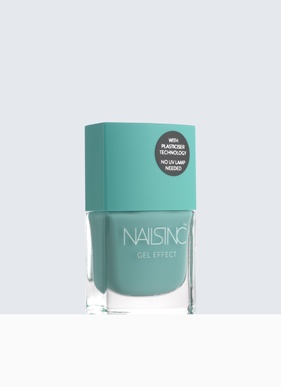 WITH
PLASTICISER
TECHNOLOGY
NO UV LAMP
NEEDED
NAILSINC
GEL EFFECT